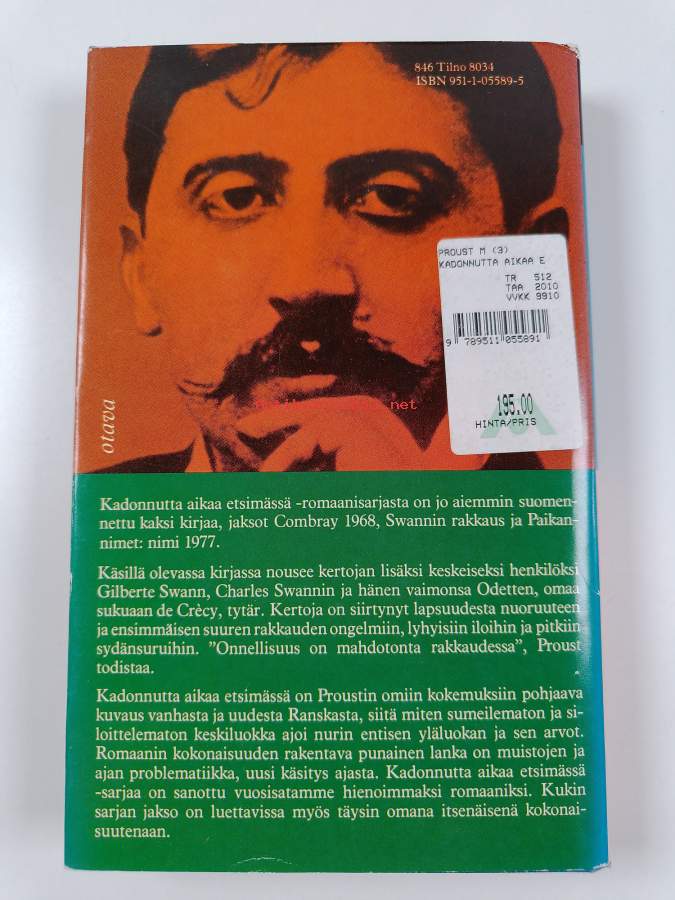 846 Tilno 8034
ISBN 951-1-05589-5
PROUST M (3)
KADONNUTTA AIKAA E
TR 512
TAA 2010
VVKK 9910
9 789511 055891
195.00
HINTA/PRIS
otava
Kadonnutta aikaa etsimässä -romaanisarjasta on jo aiemmin suomen-
nettu kaksi kirjaa, jaksot Combray 1968, Swannin rakkaus ja Paikan-
nimet: nimi 1977.
Käsillä olevassa kirjassa nousee kertojan lisäksi keskeiseksi henkilöksi
Gilberte Swann, Charles Swannin ja hänen vaimonsa Odetten, omaa
sukuaan de Crècy, tytär. Kertoja on siirtynyt lapsuudesta nuoruuteen
ja ensimmäisen suuren rakkauden ongelmiin, lyhyisiin iloihin ja pitkiin
sydänsuruihin. ”Onnellisuus on mahdotonta rakkaudessa”, Proust
todistaa.
Kadonnutta aikaa etsimässä on Proustin omiin kokemuksiin pohjaava
kuvaus vanhasta ja uudesta Ranskasta, siitä miten sumeilematon ja si-
loittelematon keskiluokka ajoi nurin entisen yläluokan ja sen arvot.
Romaanin kokonaisuuden rakentava punainen lanka on muistojen ja
ajan problematiikka, uusi käsitys ajasta. Kadonnutta aikaa etsimässä
-sarjaa on sanottu vuosisatamme hienoimmaksi romaaniksi. Kukin
sarjan jakso on luettavissa myös täysin omana itsenäisenä kokonai-
suutenaan.